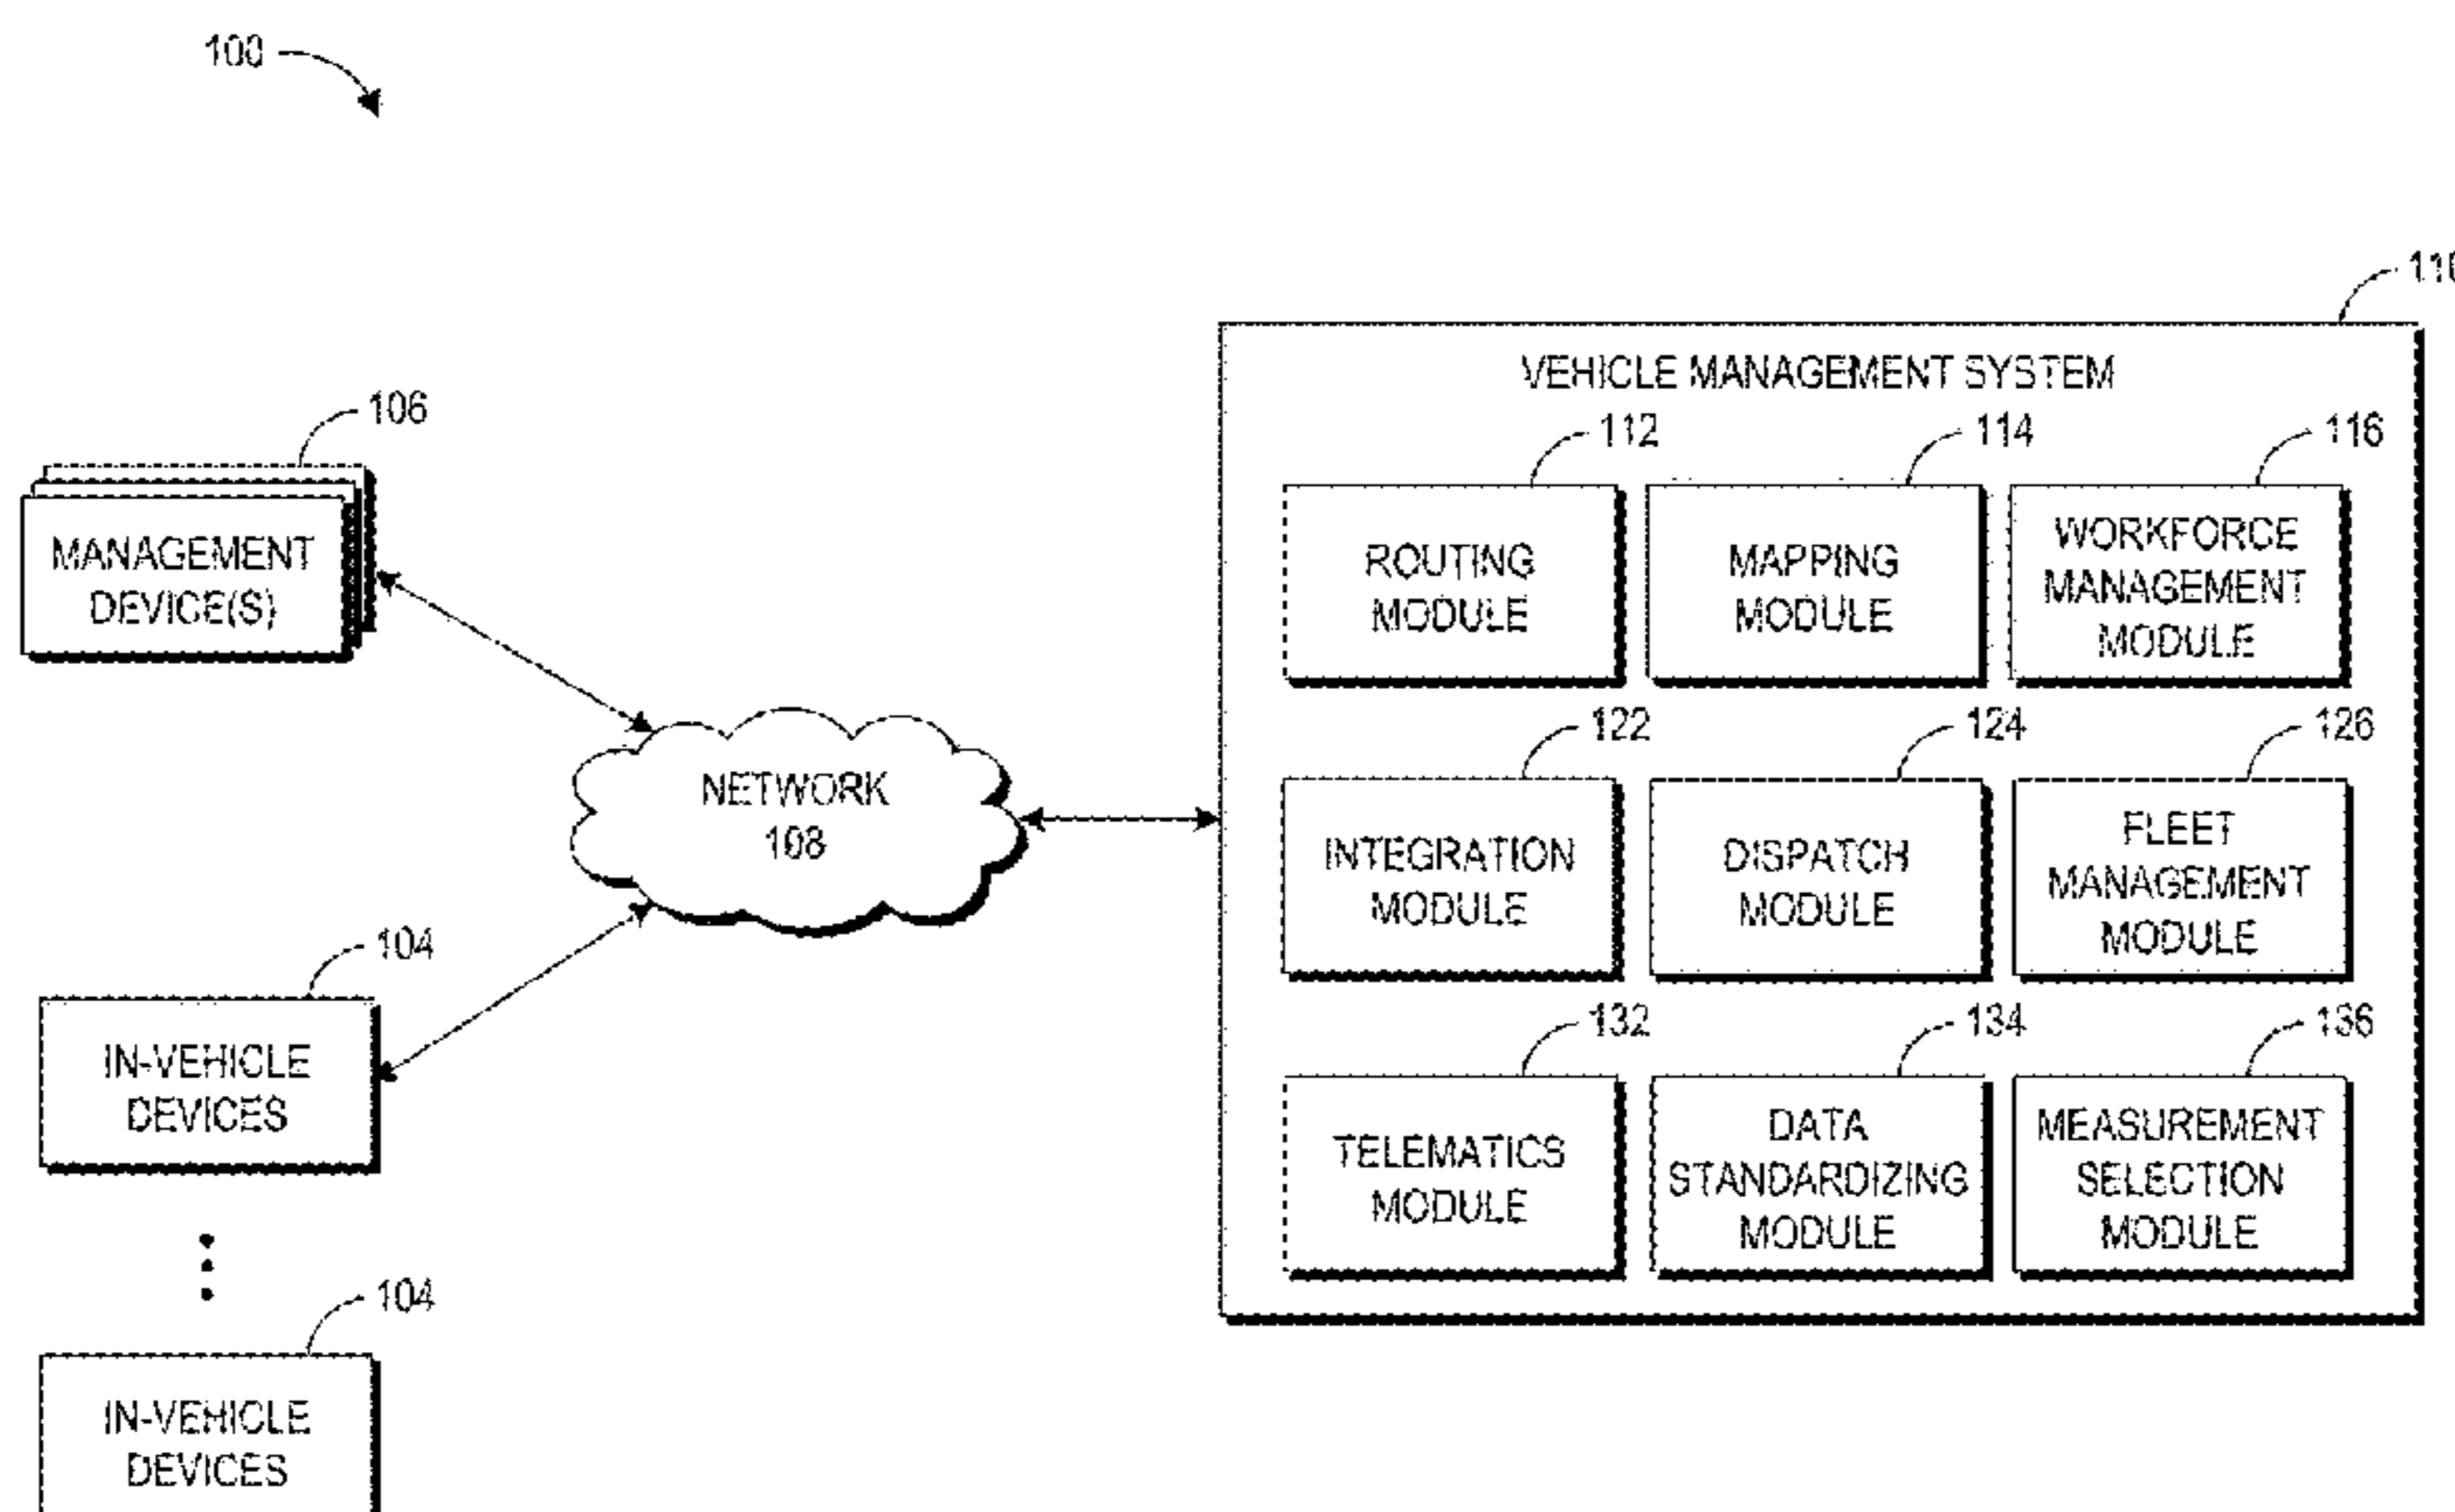 100
110
VEHICLE MANAGEMENT SYSTEM
106
112
114
116
MANAGEMENT
DEVICE(S)
ROUTING
MODULE
MAPPING
MODULE
WORKFORCE
MANAGEMENT
MODULE
122
124
126
NETWORK
108
INTEGRATION
MODULE
DISPATCH
MODULE
FLEET
MANAGEMENT
MODULE
104
IN-VEHICLE
DEVICES
132
134
136
TELEMATICS
MODULE
DATA
STANDARDIZING
MODULE
MEASUREMENT
SELECTION
MODULE
104
IN-VEHICLE
DEVICES